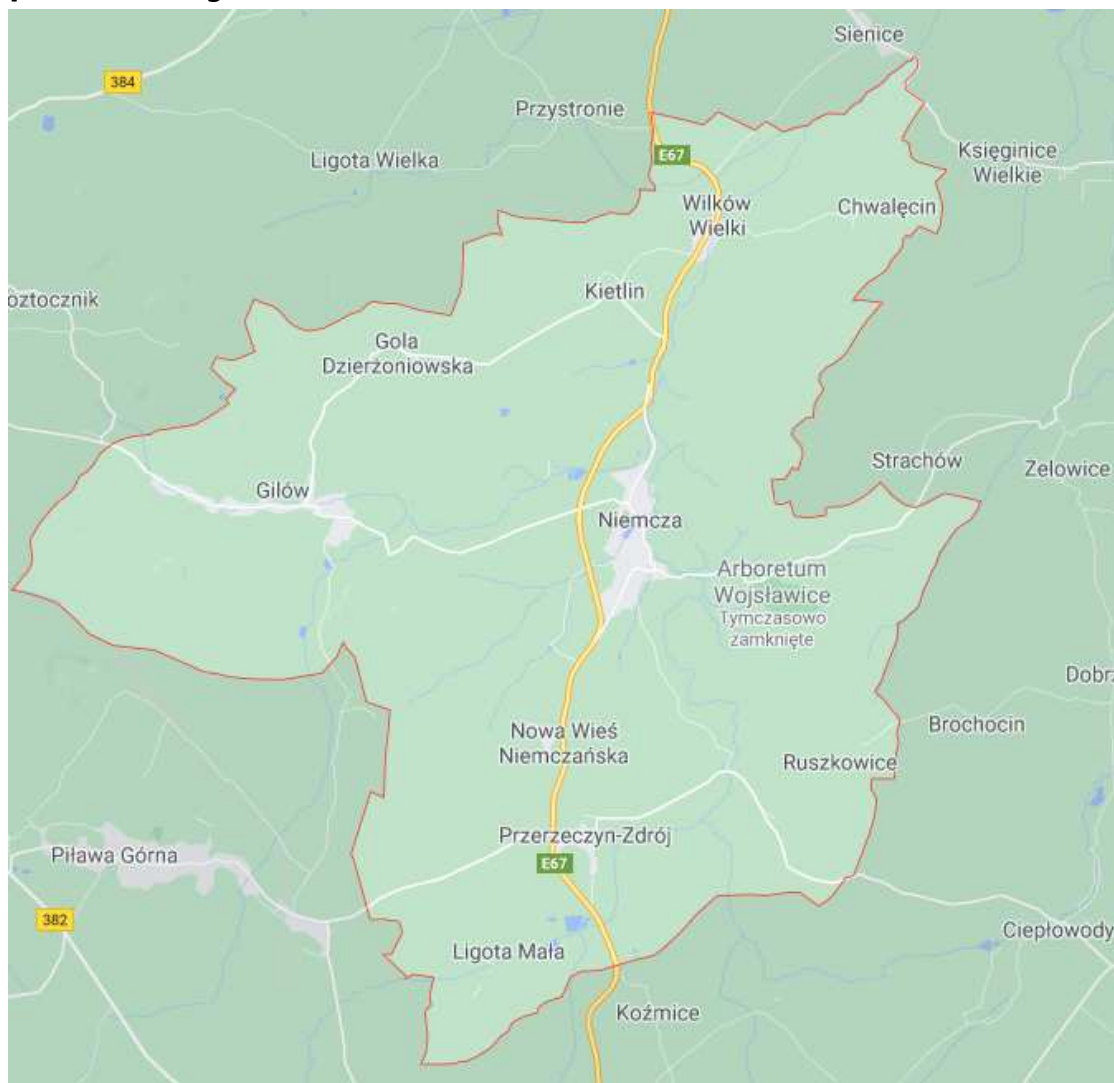 Sienice
384
Przystronie
E67
Ligota Wielka
Księginice
Wielkie
Wilków
Wielki
Chwalęcin
oztocznik
Kietlin
Gola
Dzierżoniowska
Strachów
Zelowice
Gilów
Niemcza
Arboretum
Wojsławice
Tymczasowo
zamknięte
Dobrz
Brochocin
Nowa Wieś
Niemczańska
Ruszkowice
Przerzeczyn-Zdrój
Piława Górna
E67
382
Ciepłowody
Ligota Mała
Koźmice